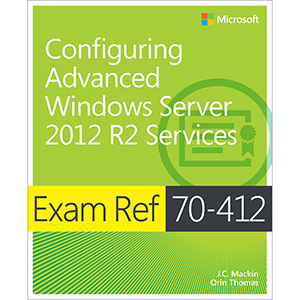 Microsoft
Configuring
Advanced
Windows Server
2012 R2 Services
Exam Ref 70-412
J.C. Mackin
Orin Thomas